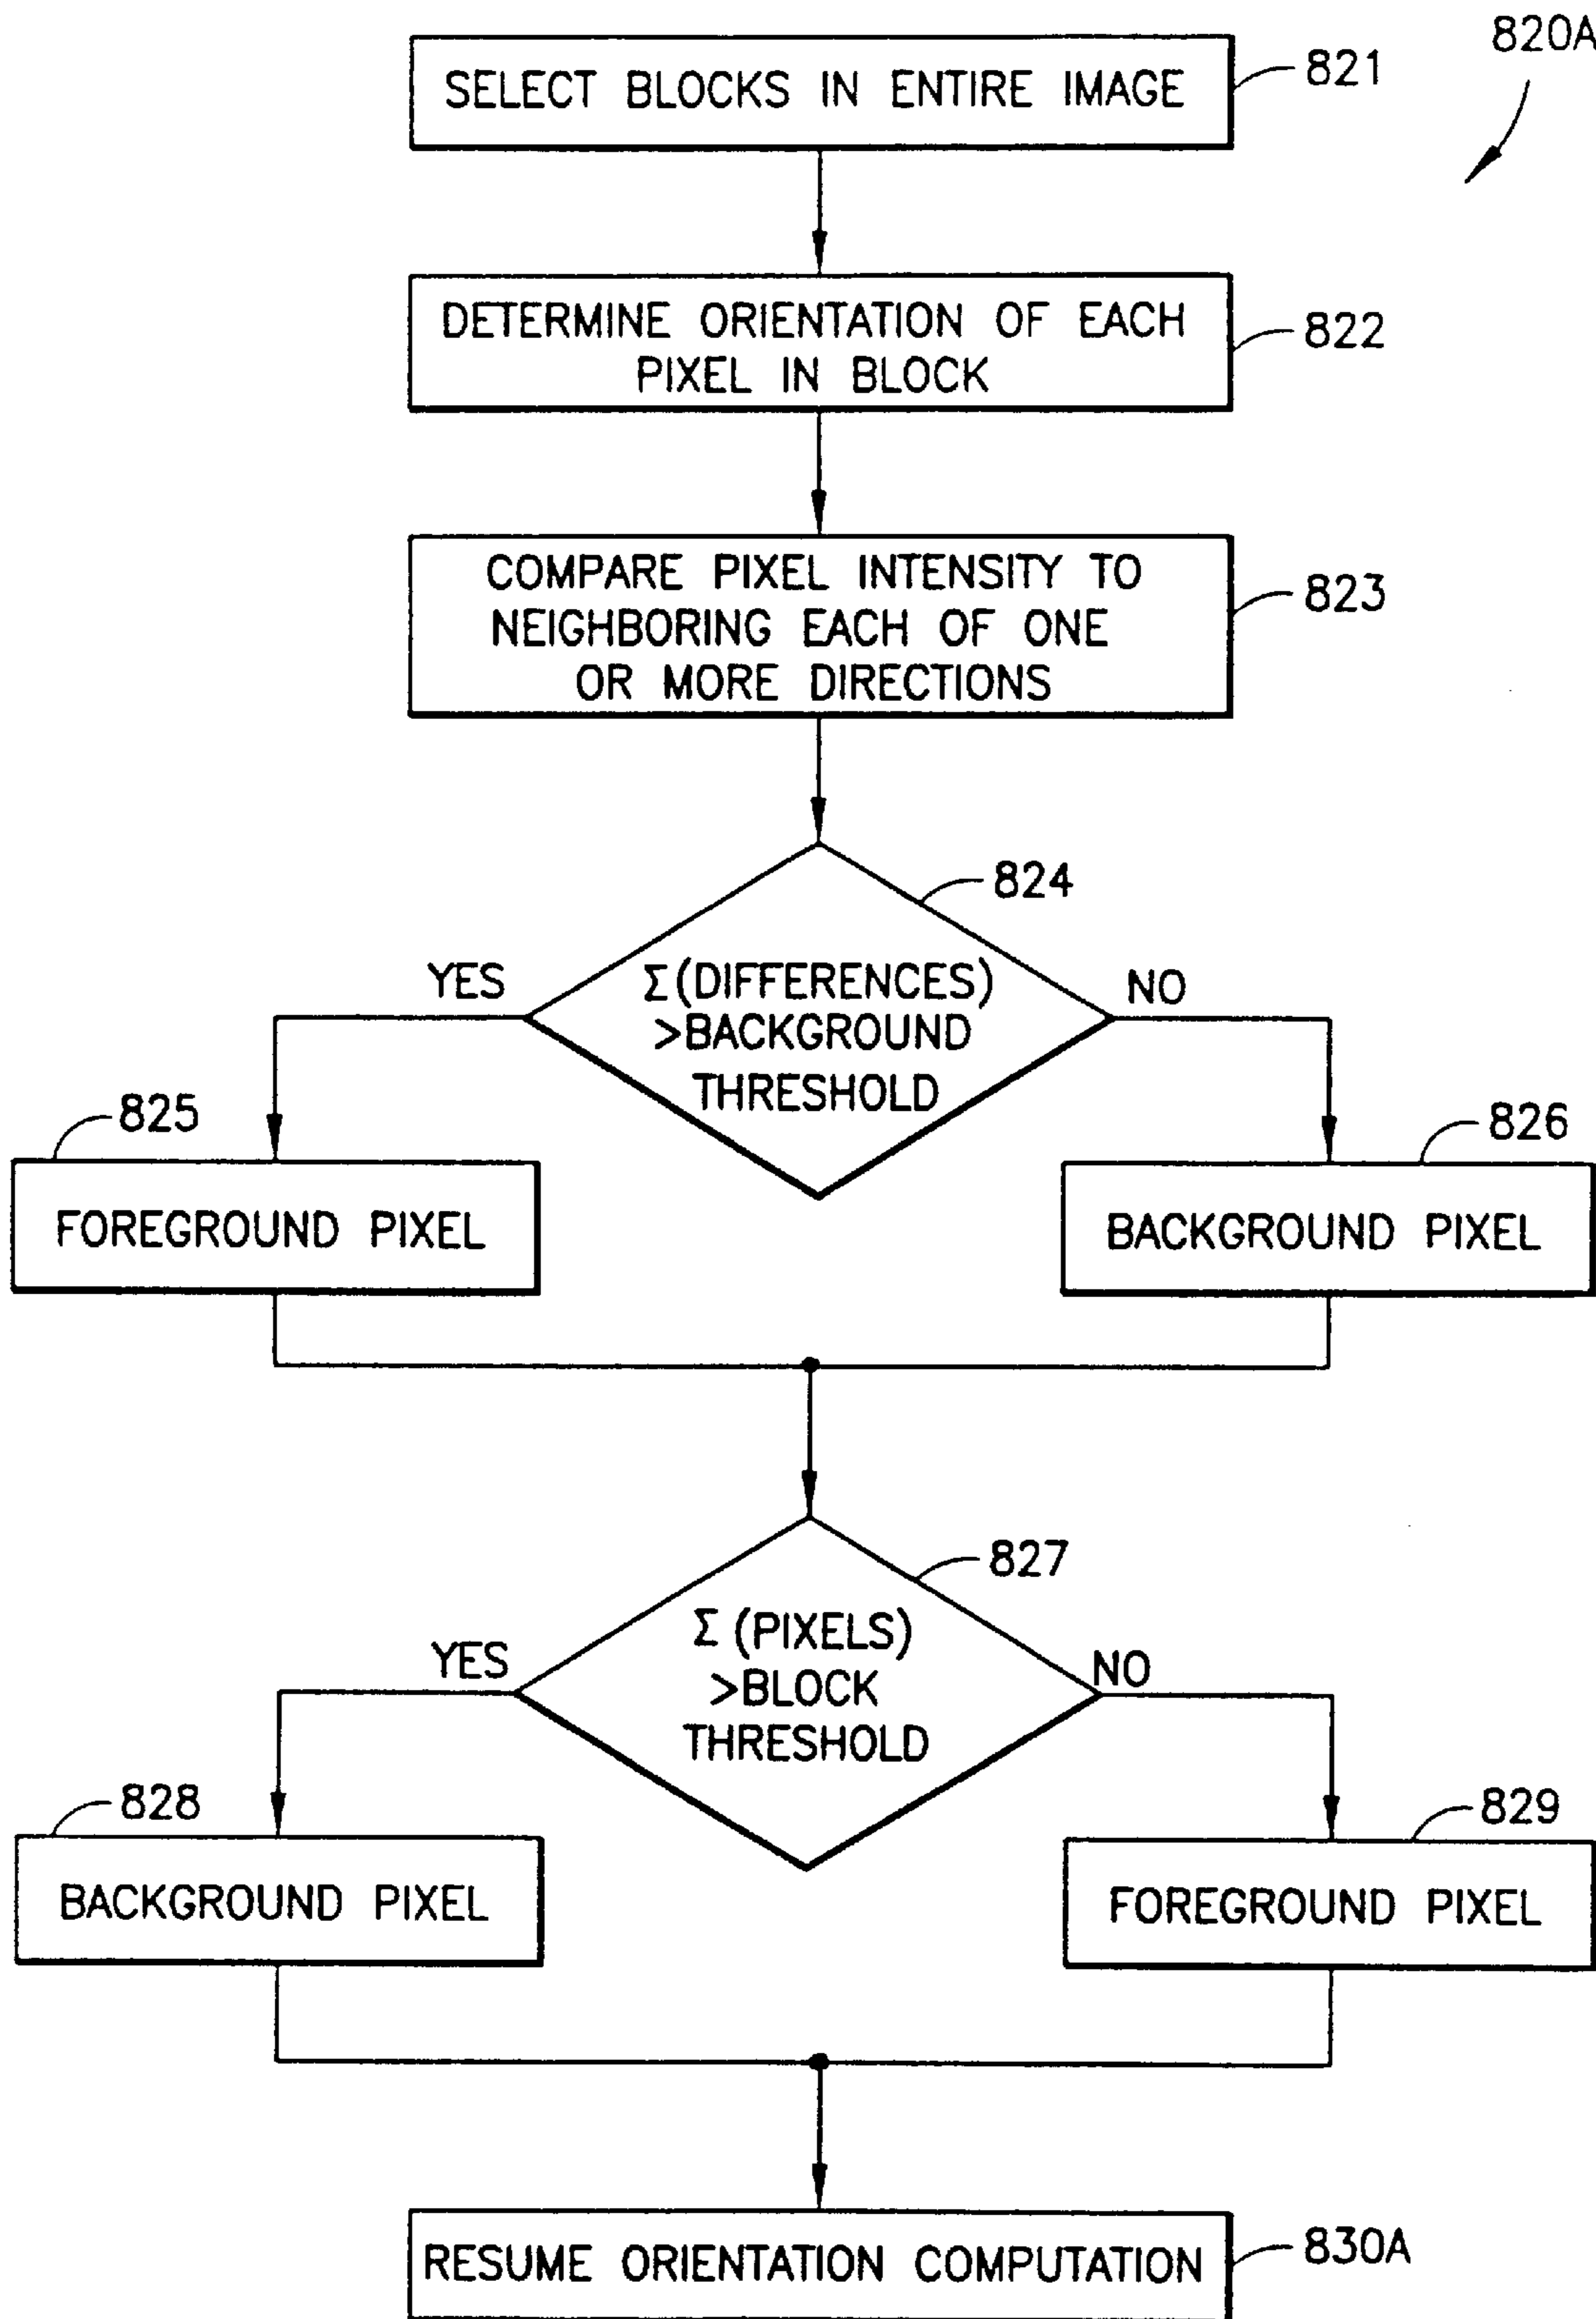 820A
SELECT BLOCKS IN ENTIRE IMAGE
821
DETERMINE ORIENTATION OF EACH
PIXEL IN BLOCK
822
COMPARE PIXEL INTENSITY TO
NEIGHBORING EACH OF ONE
OR MORE DIRECTIONS
823
824
YES
Σ(DIFFERENCES)
>BACKGROUND
THRESHOLD
NO
825
FOREGROUND PIXEL
826
BACKGROUND PIXEL
827
YES
Σ (PIXELS)
>BLOCK
THRESHOLD
NO
828
BACKGROUND PIXEL
829
FOREGROUND PIXEL
RESUME ORIENTATION COMPUTATION
830A